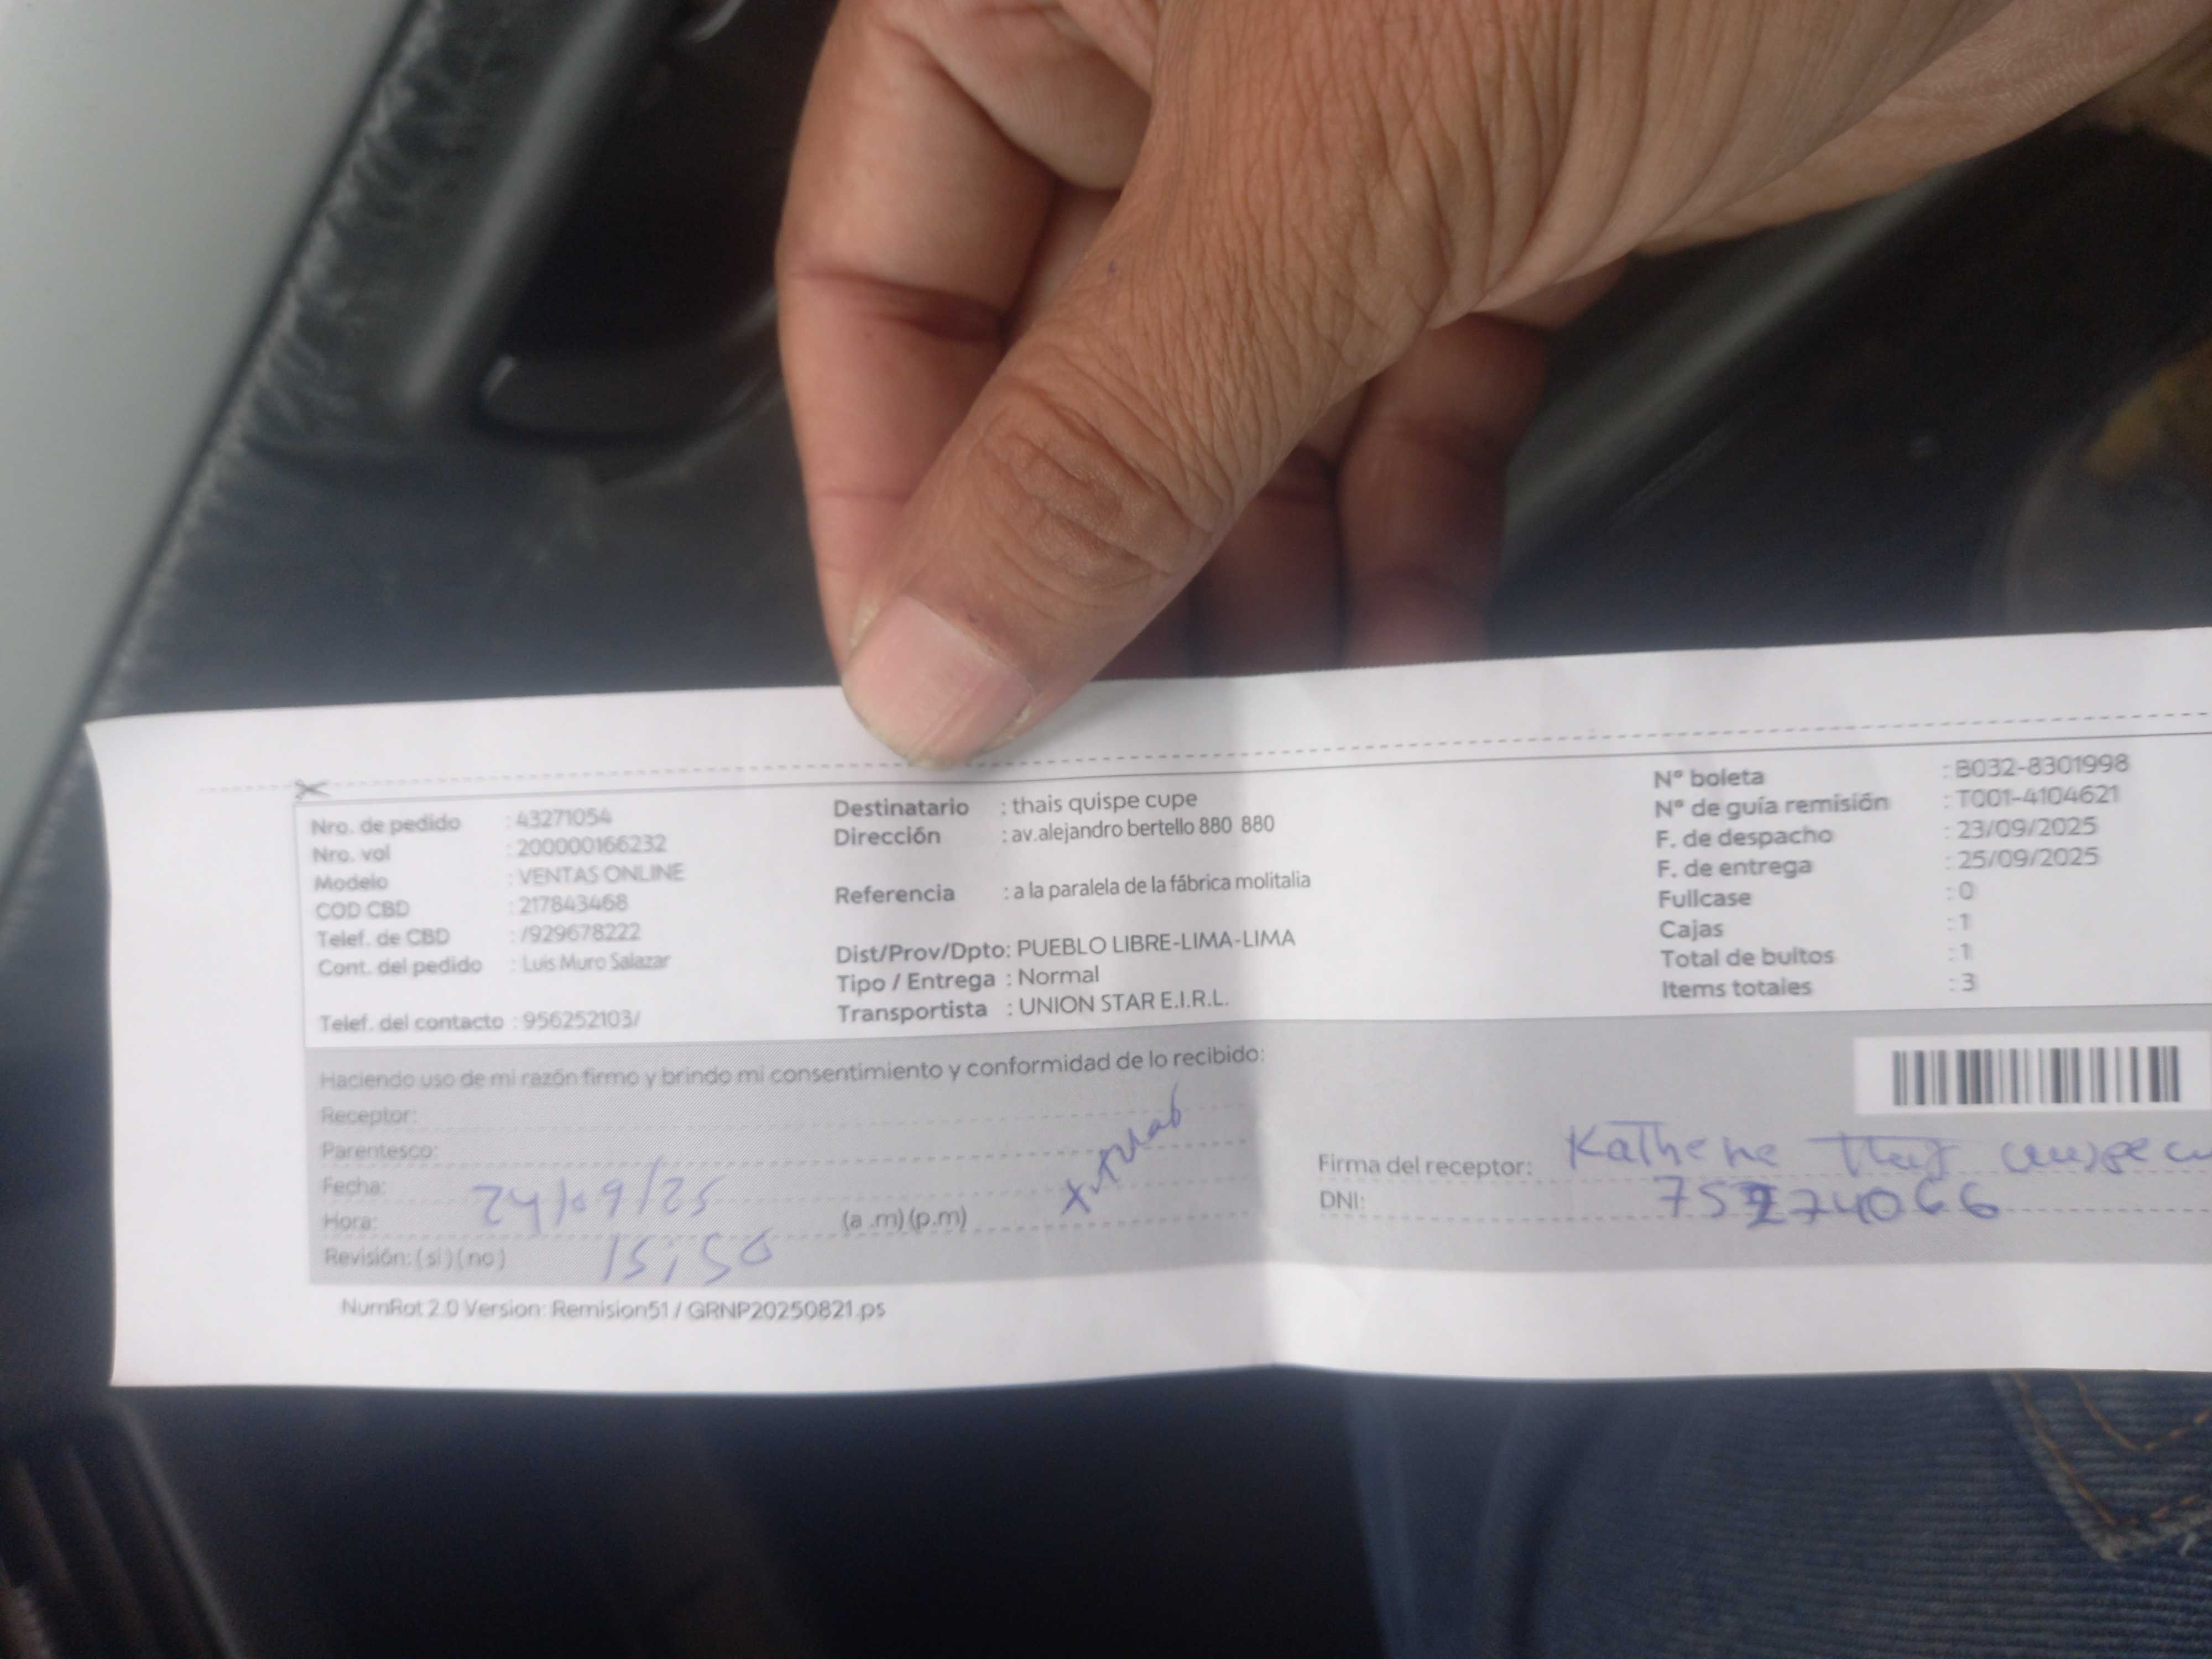 Nro. de pedido : 43271054
Nro. vol : 200000166232
Modelo : VENTAS ONLINE
COD CBD : 217843468
Telef. de CBD : /929678222
Cont. del pedido : Luis Muro Salazar
Telef. del contacto : 956252103/
Destinatario : thais quispe cupe
Dirección : av.alejandro bertello 880 880
Referencia : a la paralela de la fábrica molitalia
Dist/Prov/Dpto: PUEBLO LIBRE-LIMA-LIMA
Tipo / Entrega : Normal
Transportista : UNION STAR E.I.R.L.
Nº boleta : B032-8301998
Nº de guía remisión : T001-4104621
F. de despacho : 23/09/2025
F. de entrega : 25/09/2025
Fullcase : 0
Cajas : 1
Total de bultos : 1
Items totales : 3
Haciendo uso de mi razón firmo y brindo mi consentimiento y conformidad de lo recibido:
Receptor:
Parentesco:
Fecha: 24/09/25
Hora: (a .m) (p.m)
Revisión: ( si ) ( no ) 15:50
Firma del receptor: Katherine
DNI: 75274066
NumRot 2.0 Version: Remision51 / GRNP20250821.ps